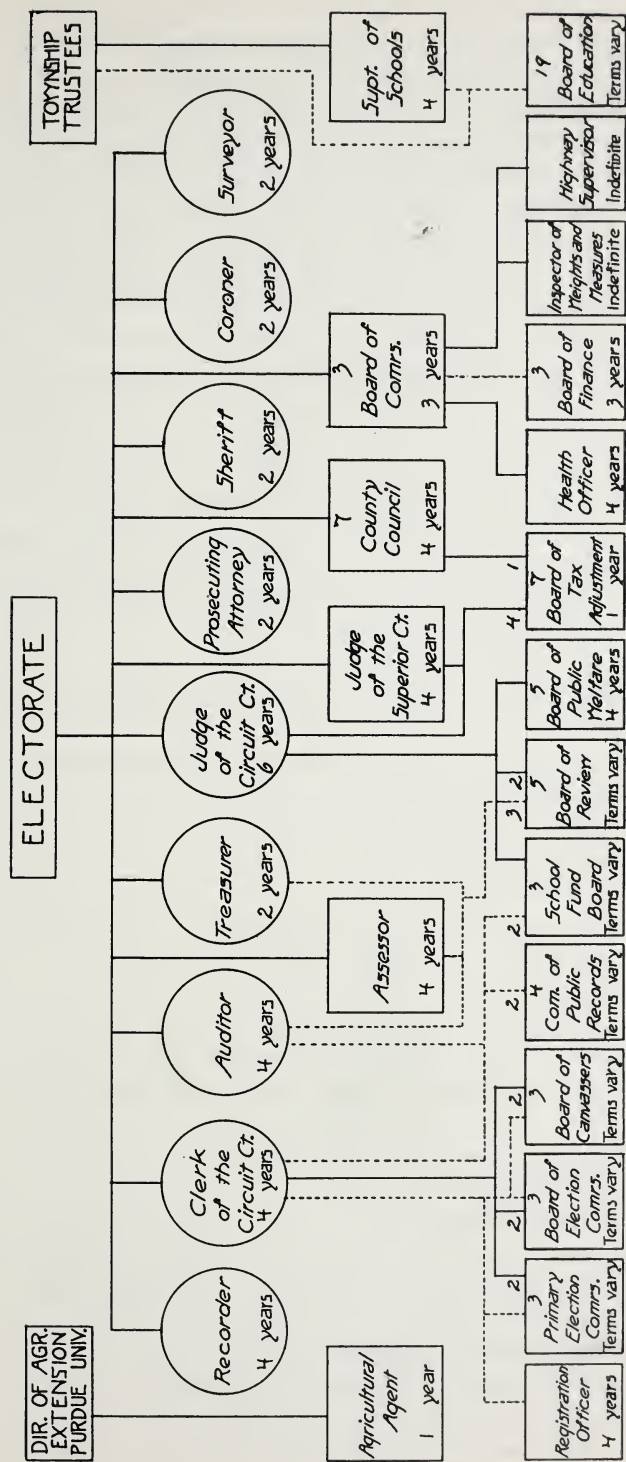 ELECTORATE
DIR. OF AGR.
EXTENSION
PURDUE UNIV.
TOWNSHIP
TRUSTEES
Recorder
4 years
Clerk
of the
Circuit Ct.
4 years
Auditor
4 years
Treasurer
2 years
Judge
of the
Circuit Ct.
6 years
Prosecuting
Attorney
2 years
Sheriff
2 years
Coroner
2 years
Surveyor
2 years
Agricultural
Agent
1 year
Assessor
4 years
Judge
of the
Superior Ct.
4 years
7
County
Council
4 years
3
Board of
Comrs.
3 years
Supt. of
Schools
4 years
2
2
2
2
2
3 2
4
1
Registration
Officer
4 years
3
Primary
Election
Comrs.
Terms vary
3
Board of
Election
Comrs.
Terms vary
3
Board of
Canvassers
Terms vary
4
Com. of
Public
Records
Terms vary
3
School
Fund
Board
Terms vary
5
Board of
Review
Terms vary
5
Board of
Public
Welfare
4 years
7
Board of
Tax
Adjustment
1 year
Health
Officer
4 years
3
Board of
Finance
3 years
Inspector of
Weights and
Measures
Indefinite
Highway
Supervisor
Indefinite
19
Board of
Education
Terms vary